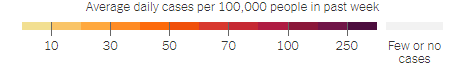 Average daily cases per 100,000 people in past week
10 30 50 70 100 250 Few or no
cases